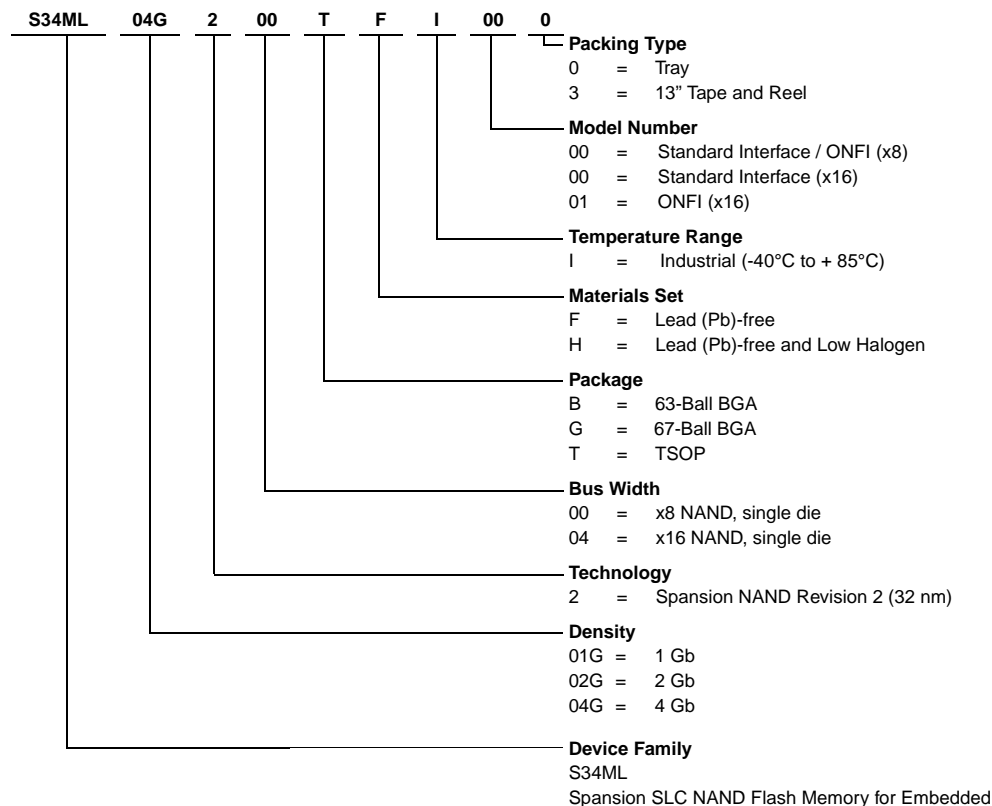 S34ML 04G 2 00 T F I 00 0
Packing Type
0 = Tray
3 = 13” Tape and Reel
Model Number
00 = Standard Interface / ONFI (x8)
00 = Standard Interface (x16)
01 = ONFI (x16)
Temperature Range
I = Industrial (-40°C to + 85°C)
Materials Set
F = Lead (Pb)-free
H = Lead (Pb)-free and Low Halogen
Package
B = 63-Ball BGA
G = 67-Ball BGA
T = TSOP
Bus Width
00 = x8 NAND, single die
04 = x16 NAND, single die
Technology
2 = Spansion NAND Revision 2 (32 nm)
Density
01G = 1 Gb
02G = 2 Gb
04G = 4 Gb
Device Family
S34ML
Spansion SLC NAND Flash Memory for Embedded